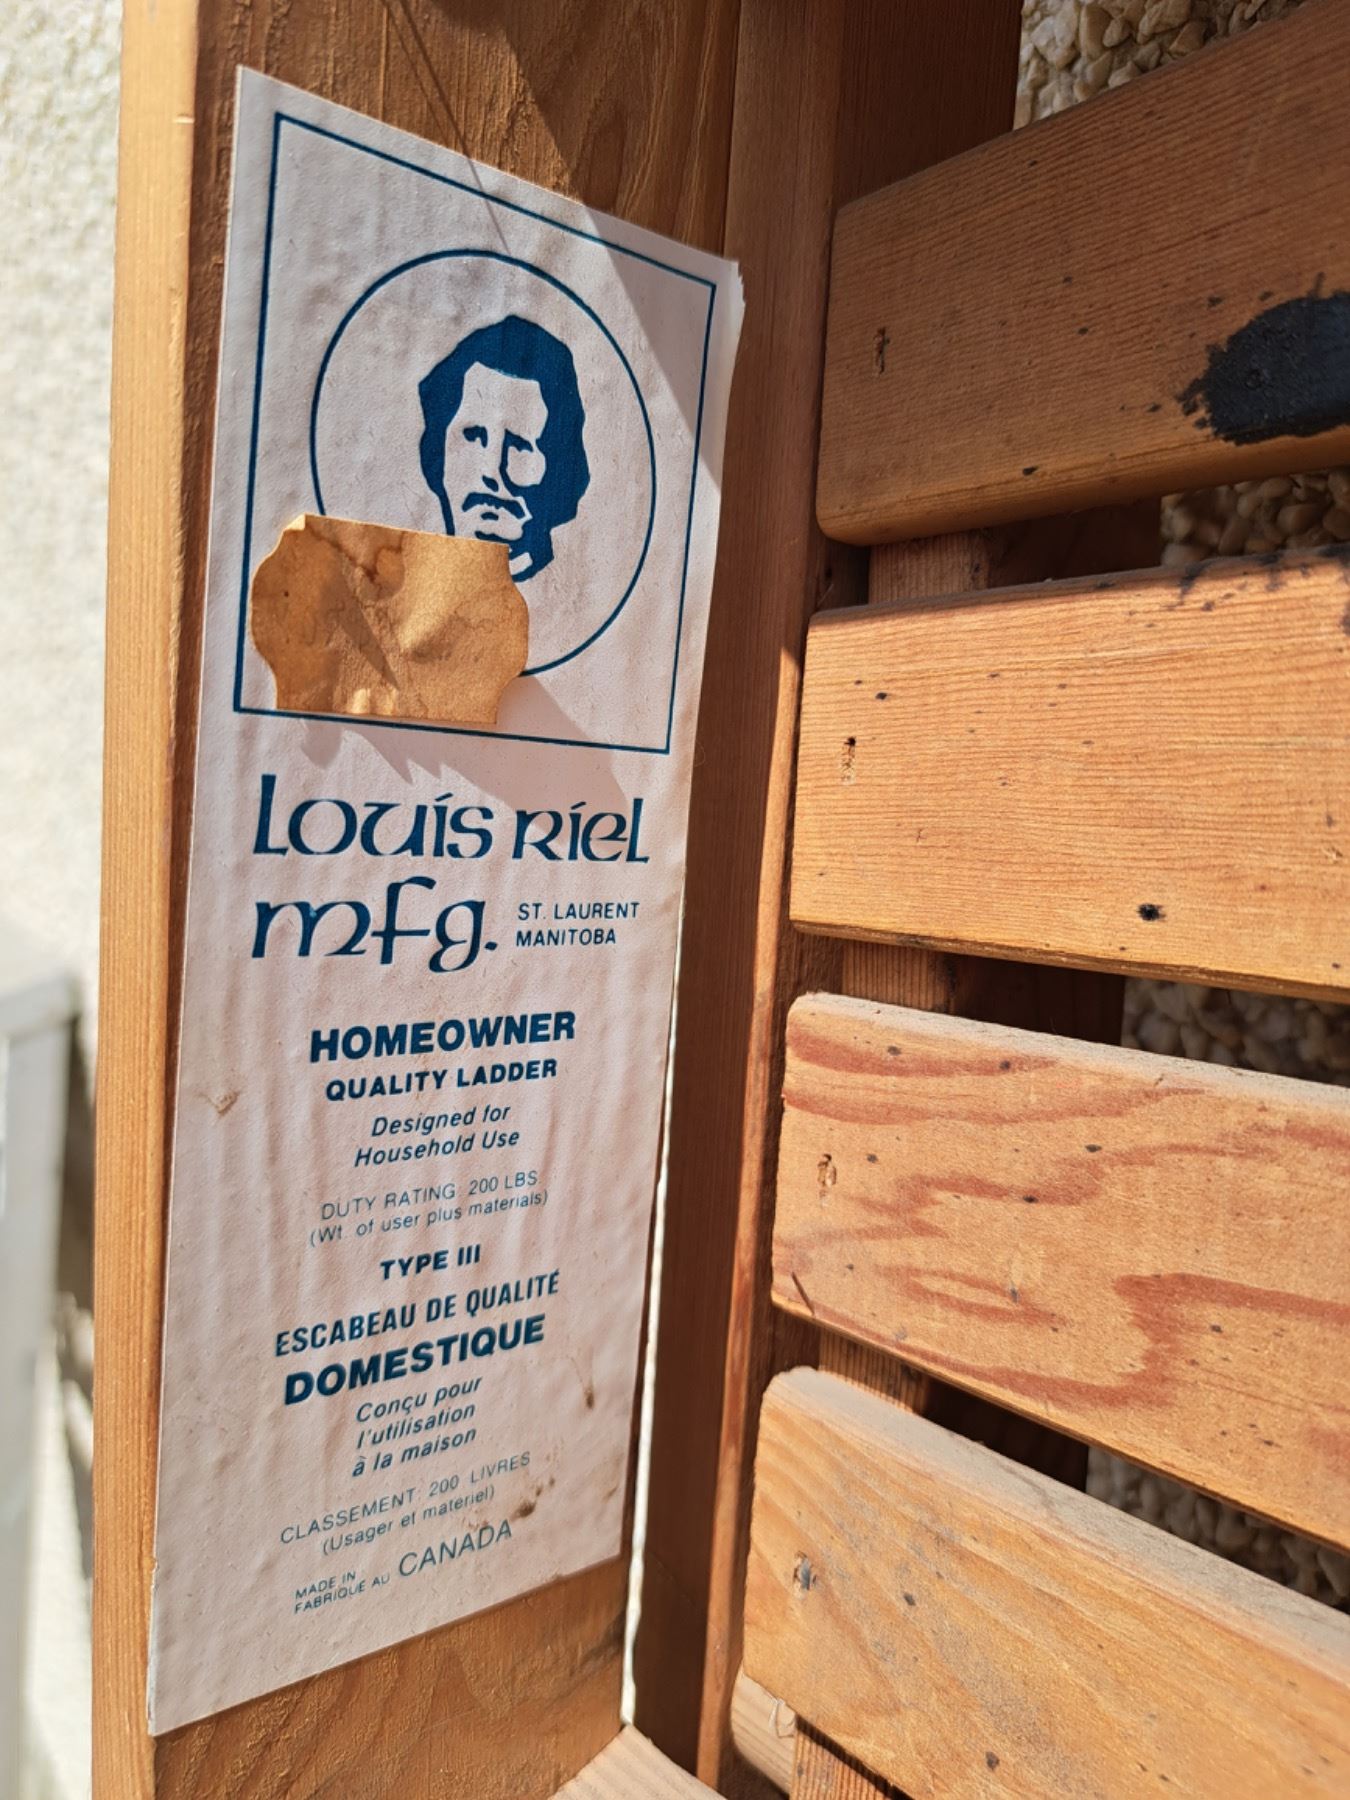 Louis Riel
mfg.
ST. LAURENT
MANITOBA
HOMEOWNER
QUALITY LADDER
Designed for
Household Use
DUTY RATING: 200 LBS
(Wt. of user plus materials)
TYPE III
ESCABEAU DE QUALITÉ
DOMESTIQUE
Conçu pour
l'utilisation
à la maison
CLASSEMENT: 200 LIVRES
(Usager et matériel)
MADE IN
FABRIQUÉ AU CANADA